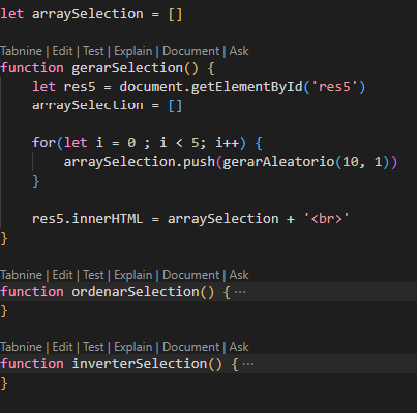 let arraySelection = []
Tabnine | Edit | Test | Explain | Document | Ask
function gerarSelection() {
let res5 = document.getElementById('res5')
arraySelection = []
for(let i = 0 ; i < 5; i++) {
arraySelection.push(gerarAleatorio(10, 1))
}
res5.innerHTML = arraySelection + '<br>'
}
Tabnine | Edit | Test | Explain | Document | Ask
function ordenarSelection() { ···
}
Tabnine | Edit | Test | Explain | Document | Ask
function inverterSelection() { ···
}